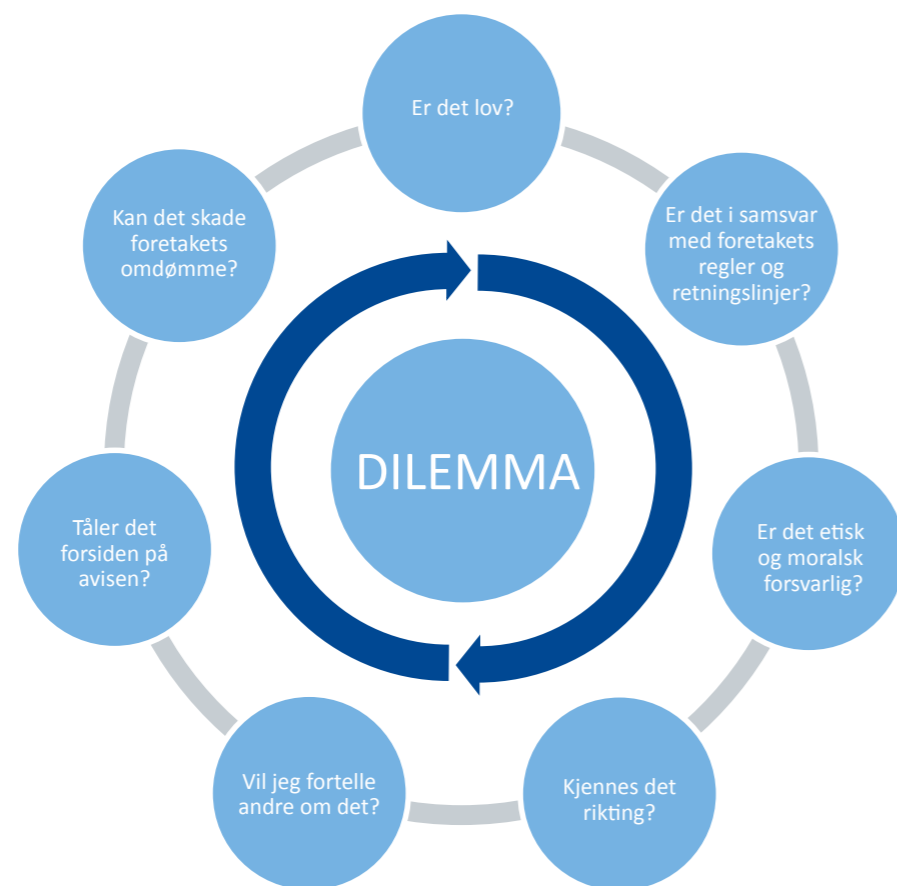 Er det lov?
Er det i samsvar
med foretakets
regler og
retningslinjer?
Er det etisk
og moralsk
forsvarlig?
Kjennes det
rikting?
Vil jeg fortelle
andre om det?
Tåler det
forsiden på
avisen?
Kan det skade
foretakets
omdømme?
DILEMMA